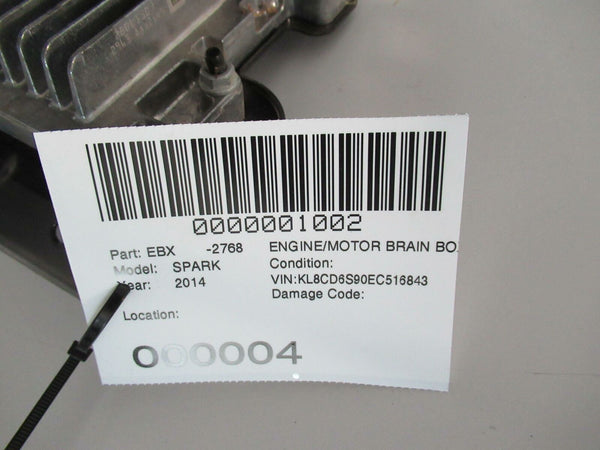 0000001002
Part: EBX -2768 ENGINE/MOTOR BRAIN BO
Model: SPARK Condition:
Year: 2014 VIN:KL8CD6S90EC516843
Damage Code:
Location:
000004